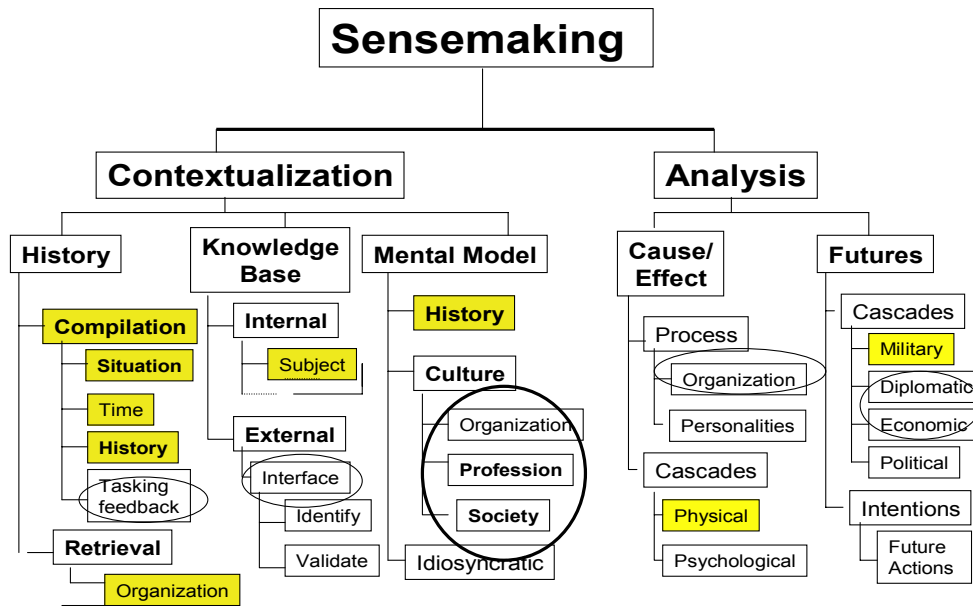 Sensemaking
Contextualization
Analysis
History
Knowledge
Base
Mental Model
Cause/
Effect
Futures
Compilation
Situation
Time
History
Tasking
feedback
Retrieval
Organization
Internal
Subject
External
Interface
Identify
Validate
History
Culture
Organization
Profession
Society
Idiosyncratic
Process
Organization
Personalities
Cascades
Physical
Psychological
Cascades
Military
Diplomatic
Economic
Political
Intentions
Future
Actions